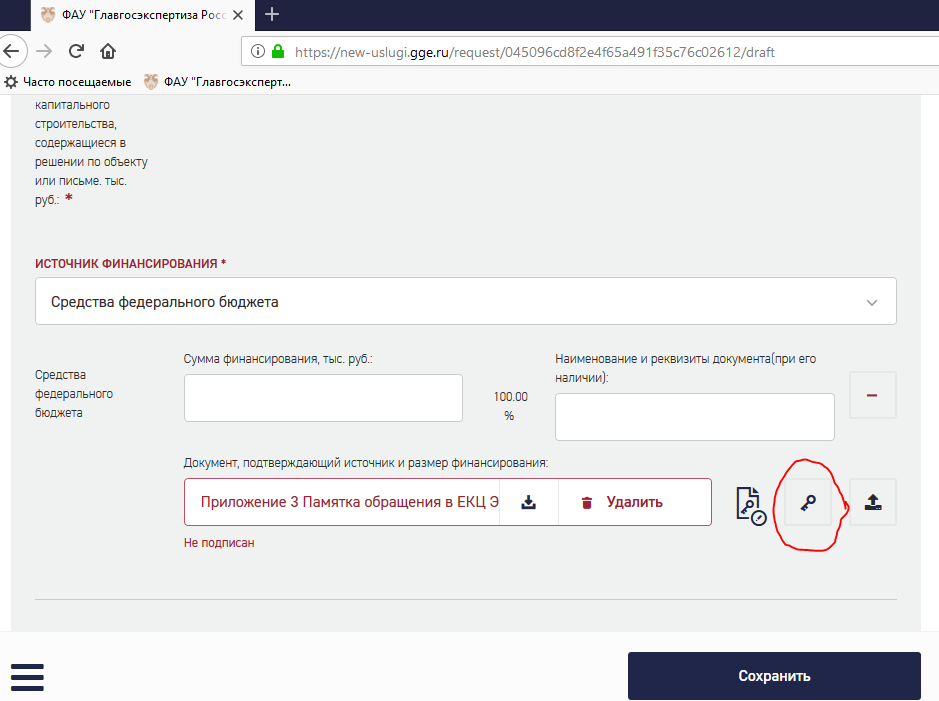 ФАУ "Главгосэкспертиза Росс
https://new-uslugi.gge.ru/request/045096cd8f2e4f65a491f35c76c02612/draft
Часто посещаемые ФАУ "Главгосэксперт...
капитального
строительства,
содержащиеся в
решении по объекту
или письме. тыс.
руб.: *
ИСТОЧНИК ФИНАНСИРОВАНИЯ *
Средства федерального бюджета
Средства
федерального
бюджета
Сумма финансирования, тыс. руб.:
100.00
%
Наименование и реквизиты документа(при его
наличии):
Документ, подтверждающий источник и размер финансирования:
Приложение 3 Памятка обращения в ЕКЦ Э
Удалить
Не подписан
Сохранить